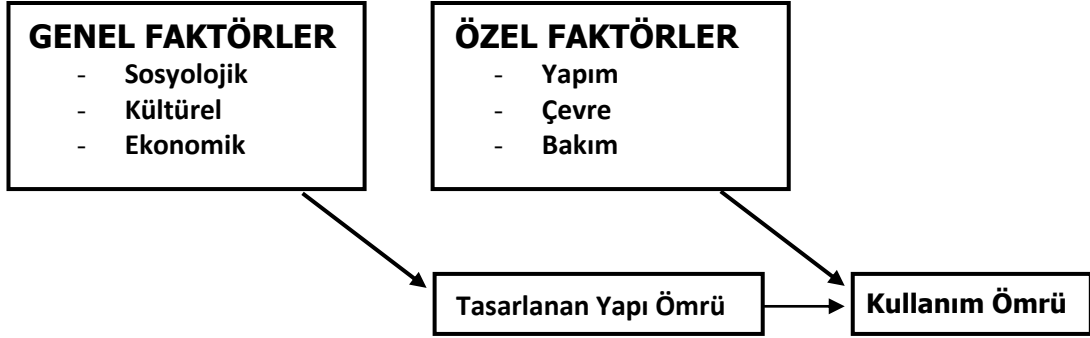 GENEL FAKTÖRLER
- Sosyolojik
- Kültürel
- Ekonomik
ÖZEL FAKTÖRLER
- Yapım
- Çevre
- Bakım
Tasarlanan Yapı Ömrü
Kullanım Ömrü